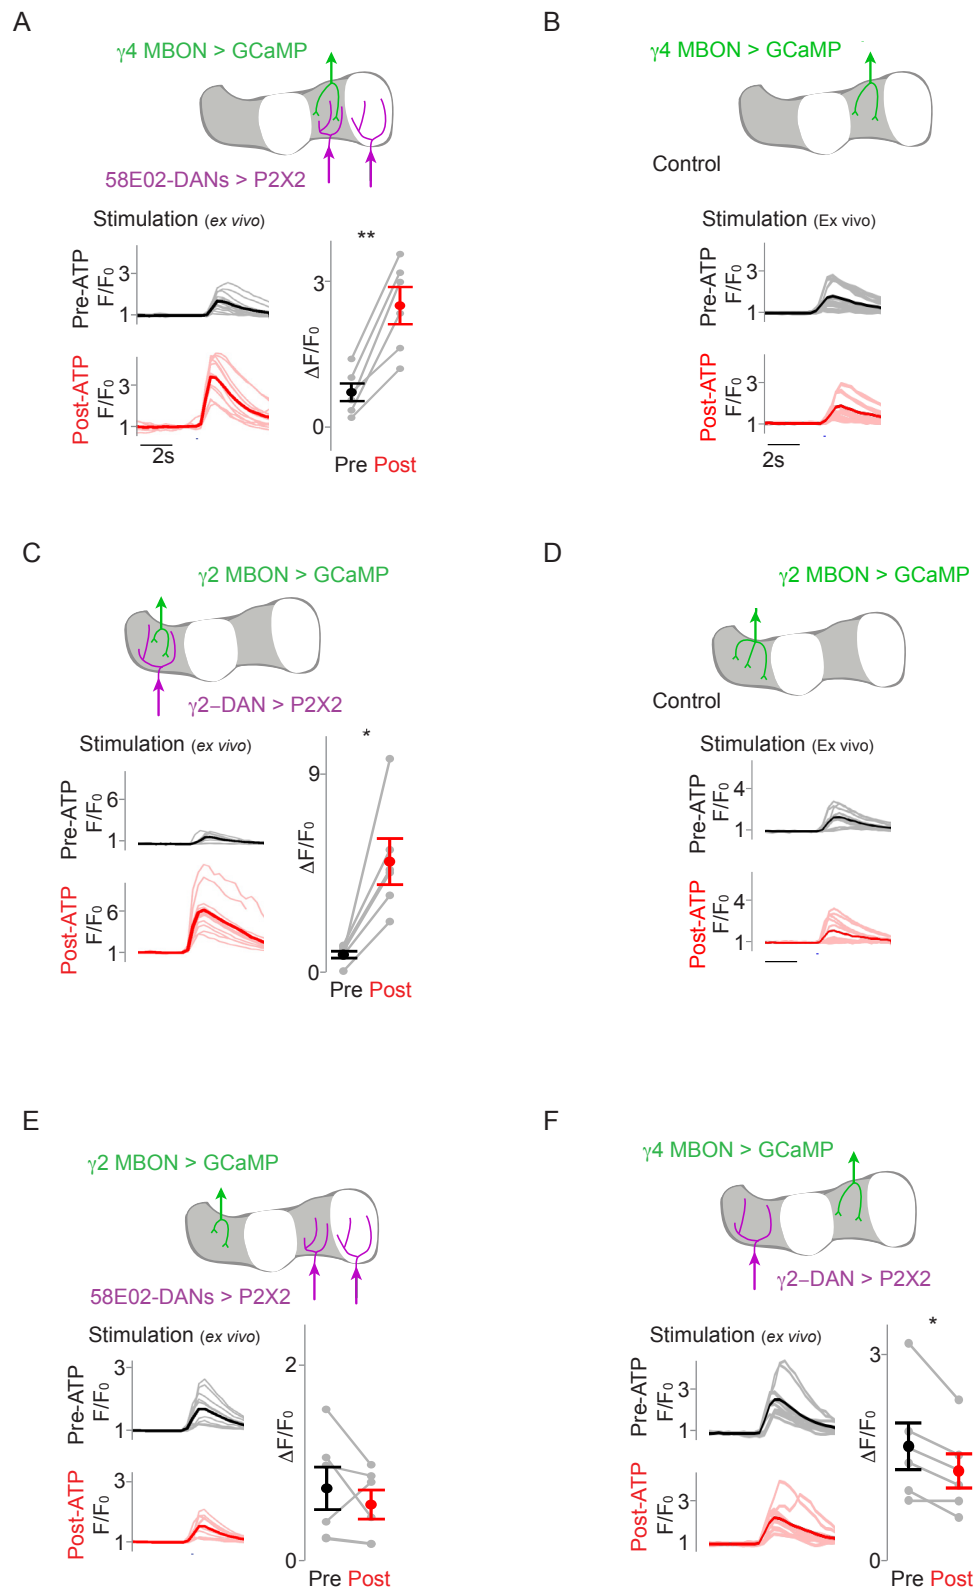 A
γ4 MBON > GCaMP
58E02-DANs > P2X2
Stimulation (ex vivo)
Pre-ATP
F/F0
3
1
Post-ATP
F/F0
3
1
2s
**
ΔF/F0
3
0
Pre Post
B
γ4 MBON > GCaMP
Control
Stimulation (Ex vivo)
Pre-ATP
F/F0
3
1
Post-ATP
F/F0
3
1
2s
C
γ2 MBON > GCaMP
γ2–DAN > P2X2
Stimulation (ex vivo)
Pre-ATP
F/F0
6
1
Post-ATP
F/F0
6
1
*
ΔF/F0
9
0
Pre Post
D
γ2 MBON > GCaMP
Control
Stimulation (Ex vivo)
Pre-ATP
F/F0
4
1
Post-ATP
F/F0
4
1
E
γ2 MBON > GCaMP
58E02-DANs > P2X2
Stimulation (ex vivo)
Pre-ATP
F/F0
3
1
Post-ATP
F/F0
3
1
ΔF/F0
2
0
Pre Post
F
γ4 MBON > GCaMP
γ2–DAN > P2X2
Stimulation (ex vivo)
Pre-ATP
F/F0
3
1
Post-ATP
F/F0
3
1
*
ΔF/F0
3
0
Pre Post